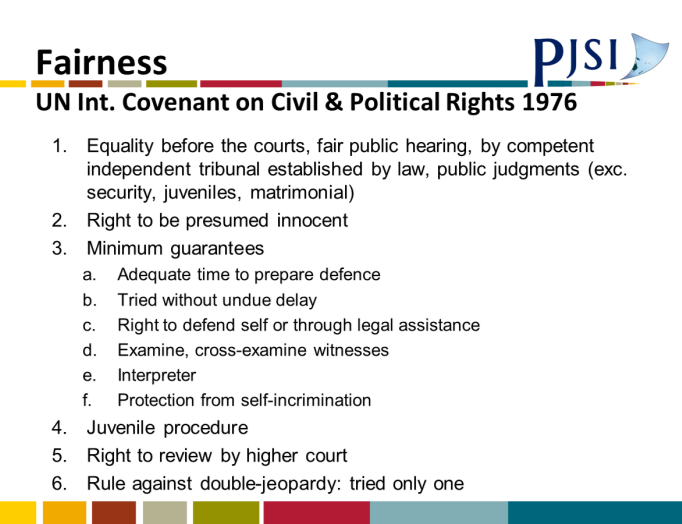 Fairness
PJSI
UN Int. Covenant on Civil & Political Rights 1976
1. Equality before the courts, fair public hearing, by competent
independent tribunal established by law, public judgments (exc.
security, juveniles, matrimonial)
2. Right to be presumed innocent
3. Minimum guarantees
a. Adequate time to prepare defence
b. Tried without undue delay
c. Right to defend self or through legal assistance
d. Examine, cross-examine witnesses
e. Interpreter
f. Protection from self-incrimination
4. Juvenile procedure
5. Right to review by higher court
6. Rule against double-jeopardy: tried only one